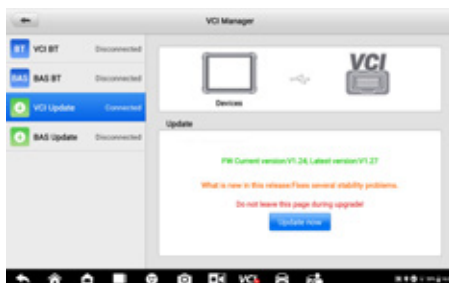 VCI Manager
BT VCI BT Disconnected
BAS BAS BT Disconnected
VCI Update Connected
BAS Update Disconnected
VCI
Devices
Update
FW Current version:V1.24, Latest version:V1.27
What is new in this release:Fixes several stability problems.
Do not leave this page during upgrade!
Update now
VCI